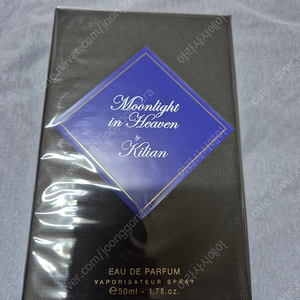 Moonlight
in Heaven
by
Kilian
EAU DE PARFUM
VAPORISATEUR SPRAY
℮50ml - 1.7fl.oz.